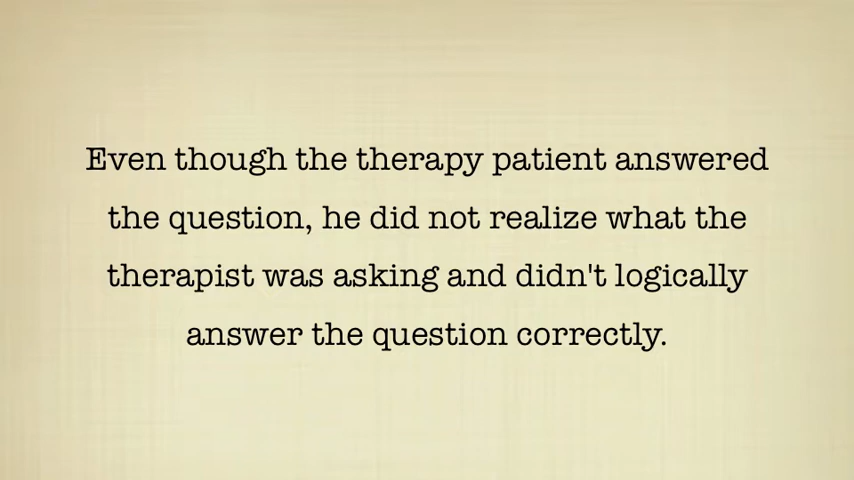 Even though the therapy patient answered
the question, he did not realize what the
therapist was asking and didn't logically
answer the question correctly.